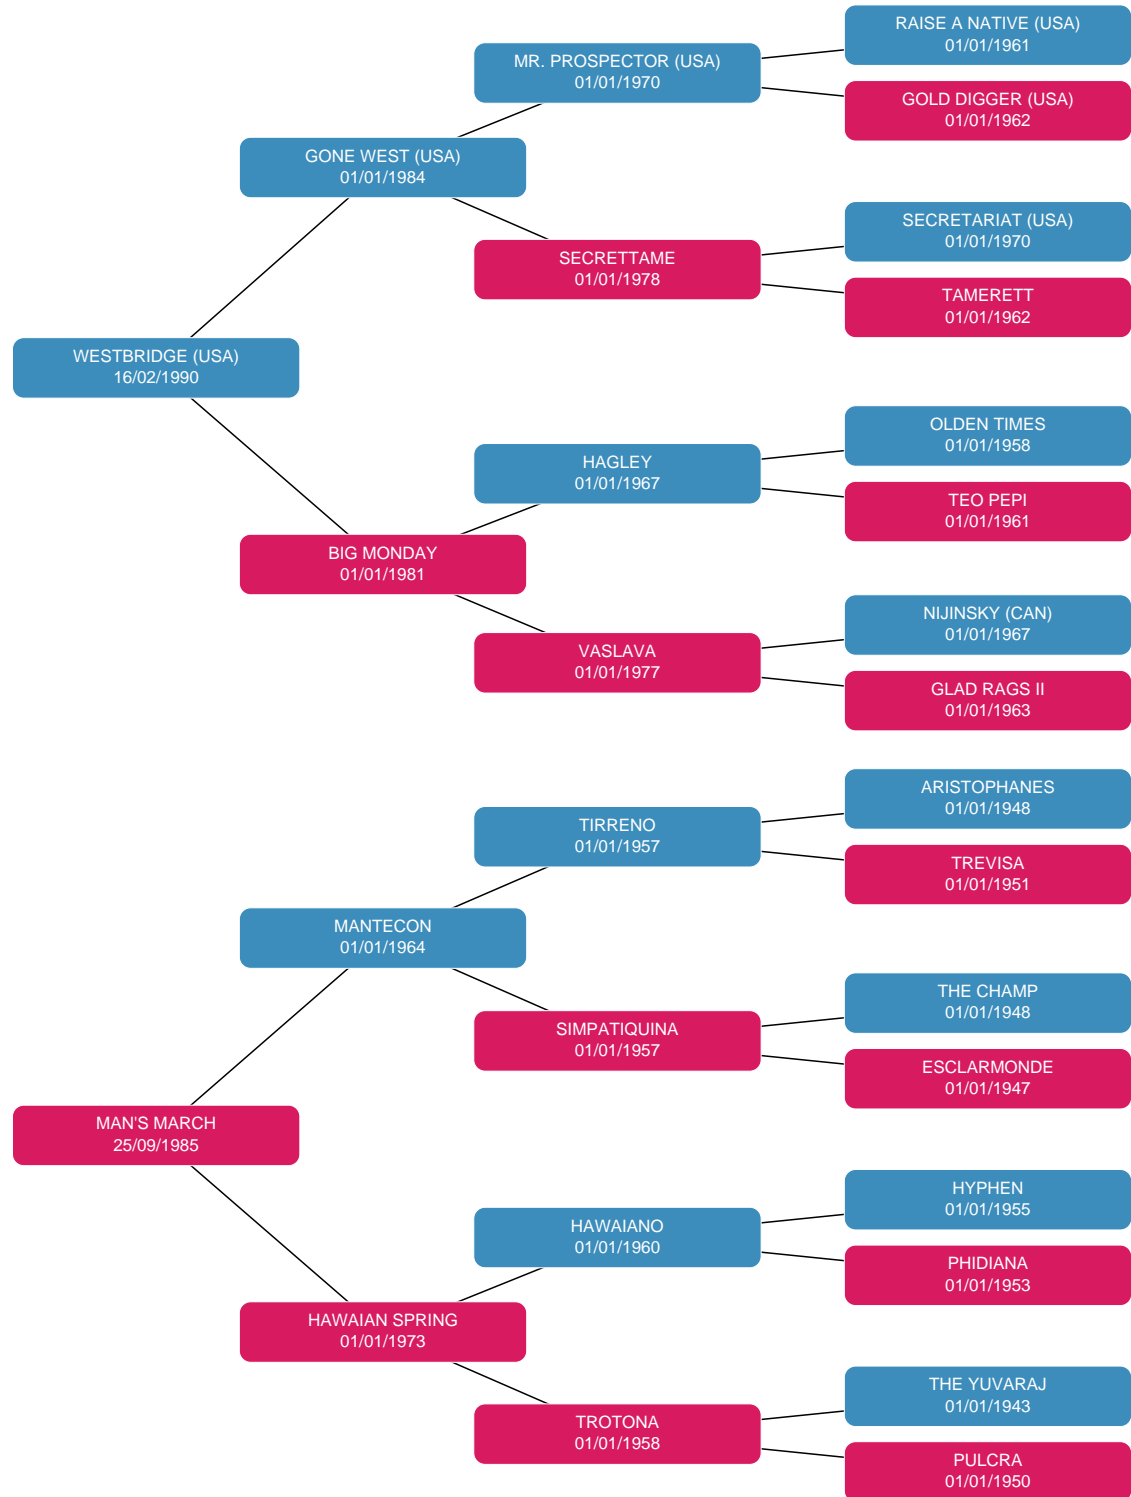 RAISE A NATIVE (USA)
01/01/1961
MR. PROSPECTOR (USA)
01/01/1970
GOLD DIGGER (USA)
01/01/1962
GONE WEST (USA)
01/01/1984
SECRETARIAT (USA)
01/01/1970
SECRETTAME
01/01/1978
TAMERETT
01/01/1962
WESTBRIDGE (USA)
16/02/1990
OLDEN TIMES
01/01/1958
HAGLEY
01/01/1967
TEO PEPI
01/01/1961
BIG MONDAY
01/01/1981
NIJINSKY (CAN)
01/01/1967
VASLAVA
01/01/1977
GLAD RAGS II
01/01/1963
ARISTOPHANES
01/01/1948
TIRRENO
01/01/1957
TREVISA
01/01/1951
MANTECON
01/01/1964
THE CHAMP
01/01/1948
SIMPATIQUINA
01/01/1957
ESCLARMONDE
01/01/1947
MAN'S MARCH
25/09/1985
HYPHEN
01/01/1955
HAWAIANO
01/01/1960
PHIDIANA
01/01/1953
HAWAIAN SPRING
01/01/1973
THE YUVARAJ
01/01/1943
TROTONA
01/01/1958
PULCRA
01/01/1950